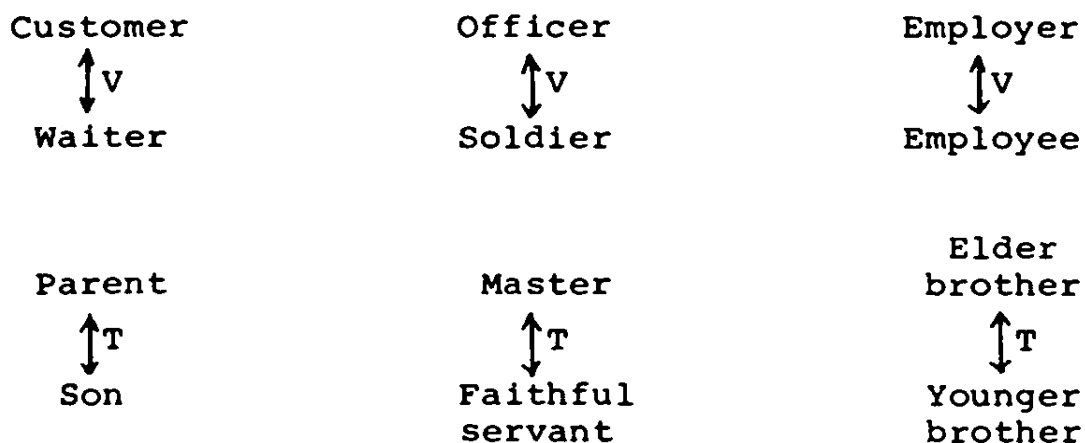 Customer Officer Employer
V V V
Waiter Soldier Employee
Elder
Parent Master brother
T T T
Son Faithful Younger
servant brother